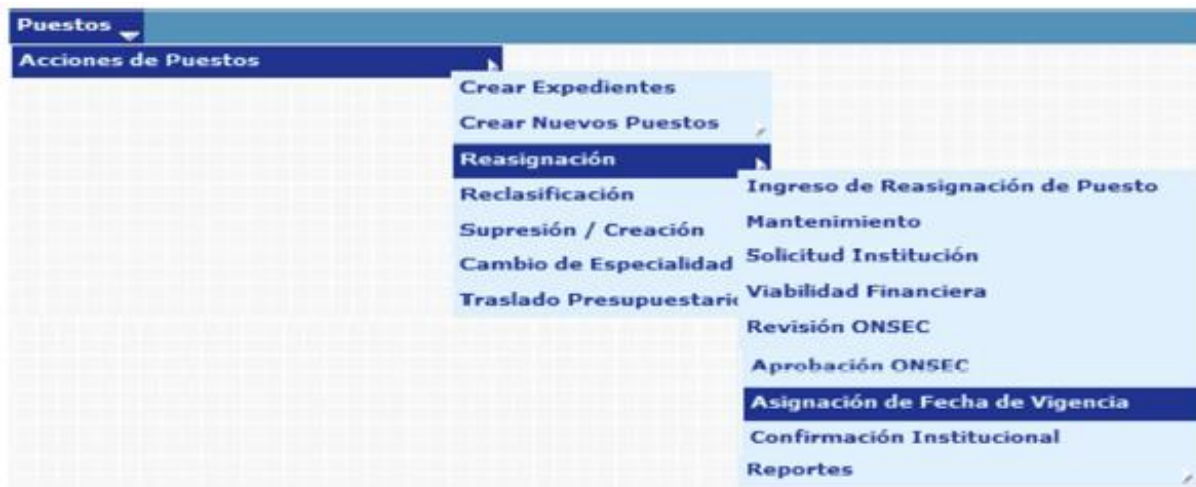 Puestos
Acciones de Puestos
Crear Expedientes
Crear Nuevos Puestos
Reasignación
Reclasificación
Supresión / Creación
Cambio de Especialidad
Traslado Presupuestari
Ingreso de Reasignación de Puesto
Mantenimiento
Solicitud Institución
Viabilidad Financiera
Revisión ONSEC
Aprobación ONSEC
Asignación de Fecha de Vigencia
Confirmación Institucional
Reportes